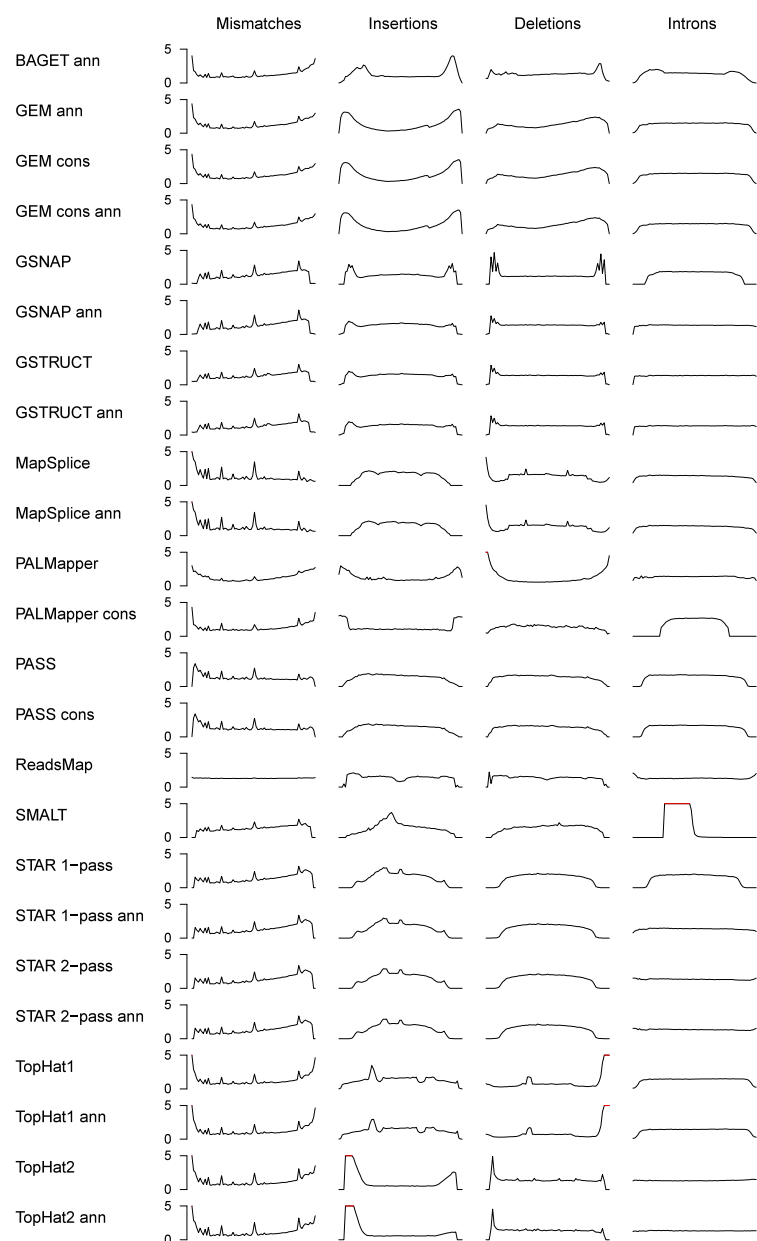 Mismatches Insertions Deletions Introns
BAGET ann 5 0
GEM ann 5 0
GEM cons 5 0
GEM cons ann 5 0
GSNAP 5 0
GSNAP ann 5 0
GSTRUCT 5 0
GSTRUCT ann 5 0
MapSplice 5 0
MapSplice ann 5 0
PALMapper 5 0
PALMapper cons 5 0
PASS 5 0
PASS cons 5 0
ReadsMap 5 0
SMALT 5 0
STAR 1−pass 5 0
STAR 1−pass ann 5 0
STAR 2−pass 5 0
STAR 2−pass ann 5 0
TopHat1 5 0
TopHat1 ann 5 0
TopHat2 5 0
TopHat2 ann 5 0